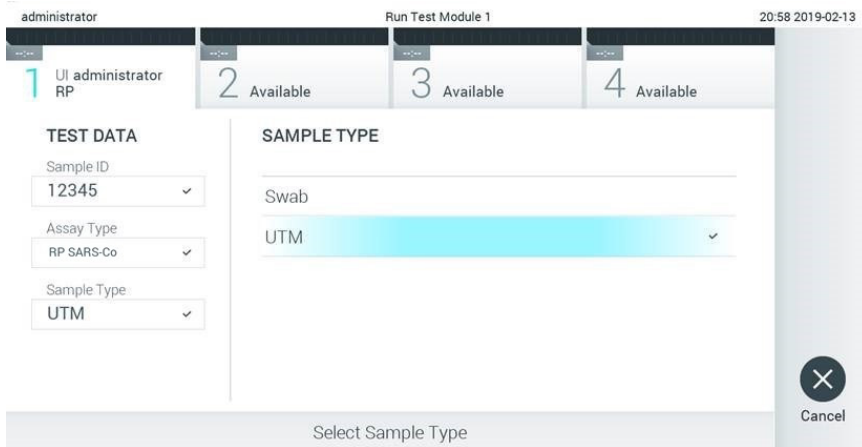 administrator Run Test Module 1 20:58 2019-02-13
--:-- --:-- --:-- --:--
1 UI administrator
RP
2 Available
3 Available
4 Available
TEST DATA
Sample ID
12345
Assay Type
RP SARS-Co
Sample Type
UTM
SAMPLE TYPE
Swab
UTM
Cancel
Select Sample Type